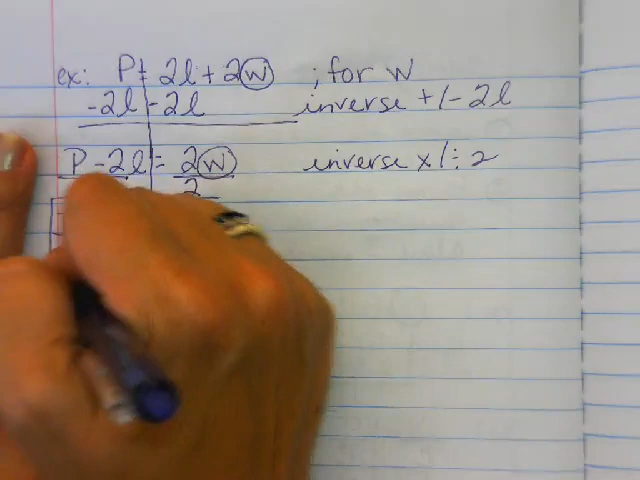 ex: P = 2l + 2w ; for w
-2l -2l inverse +/- 2l
P - 2l = 2w inverse x/÷ 2
2